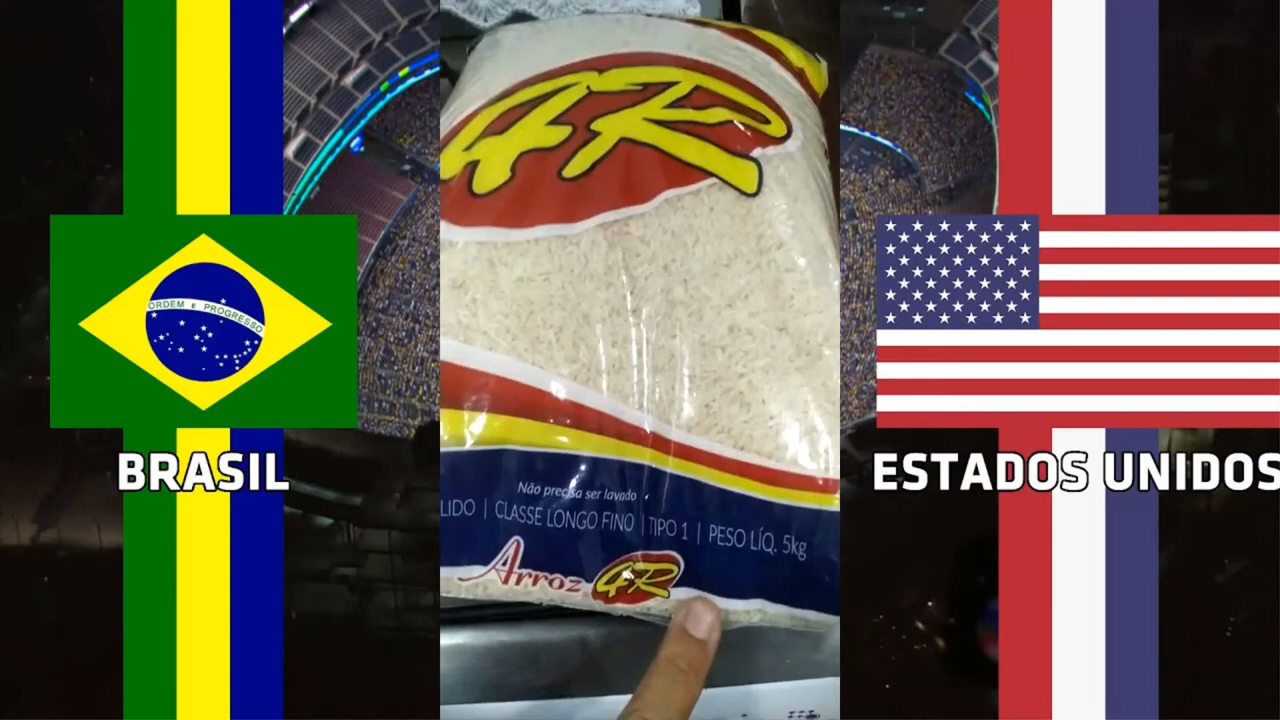 ORDEM E PROGRESSO
BRASIL
4R
Não precisa ser lavado
LIDO | CLASSE LONGO FINO | TIPO 1 | PESO LÍQ. 5kg
Arroz 4R
ESTADOS UNIDOS